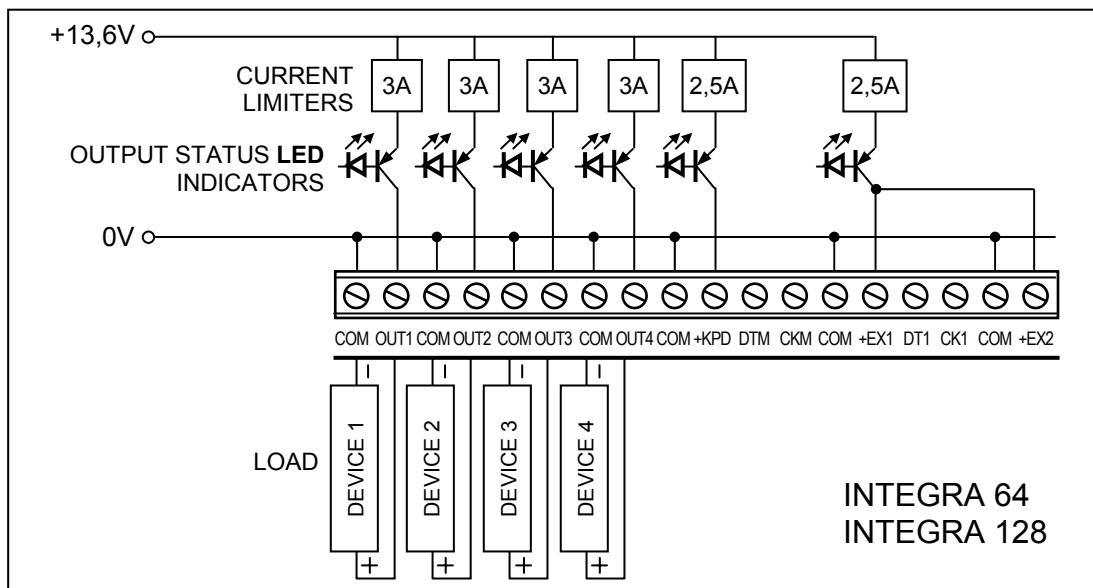 +13,6V
CURRENT
LIMITERS
3A 3A 3A 3A 2,5A 2,5A
OUTPUT STATUS LED
INDICATORS
0V
COM OUT1 COM OUT2 COM OUT3 COM OUT4 COM +KPD DTM CKM COM +EX1 DT1 CK1 COM +EX2
− − − −
LOAD
DEVICE 1
DEVICE 2
DEVICE 3
DEVICE 4
+ + + +
INTEGRA 64
INTEGRA 128